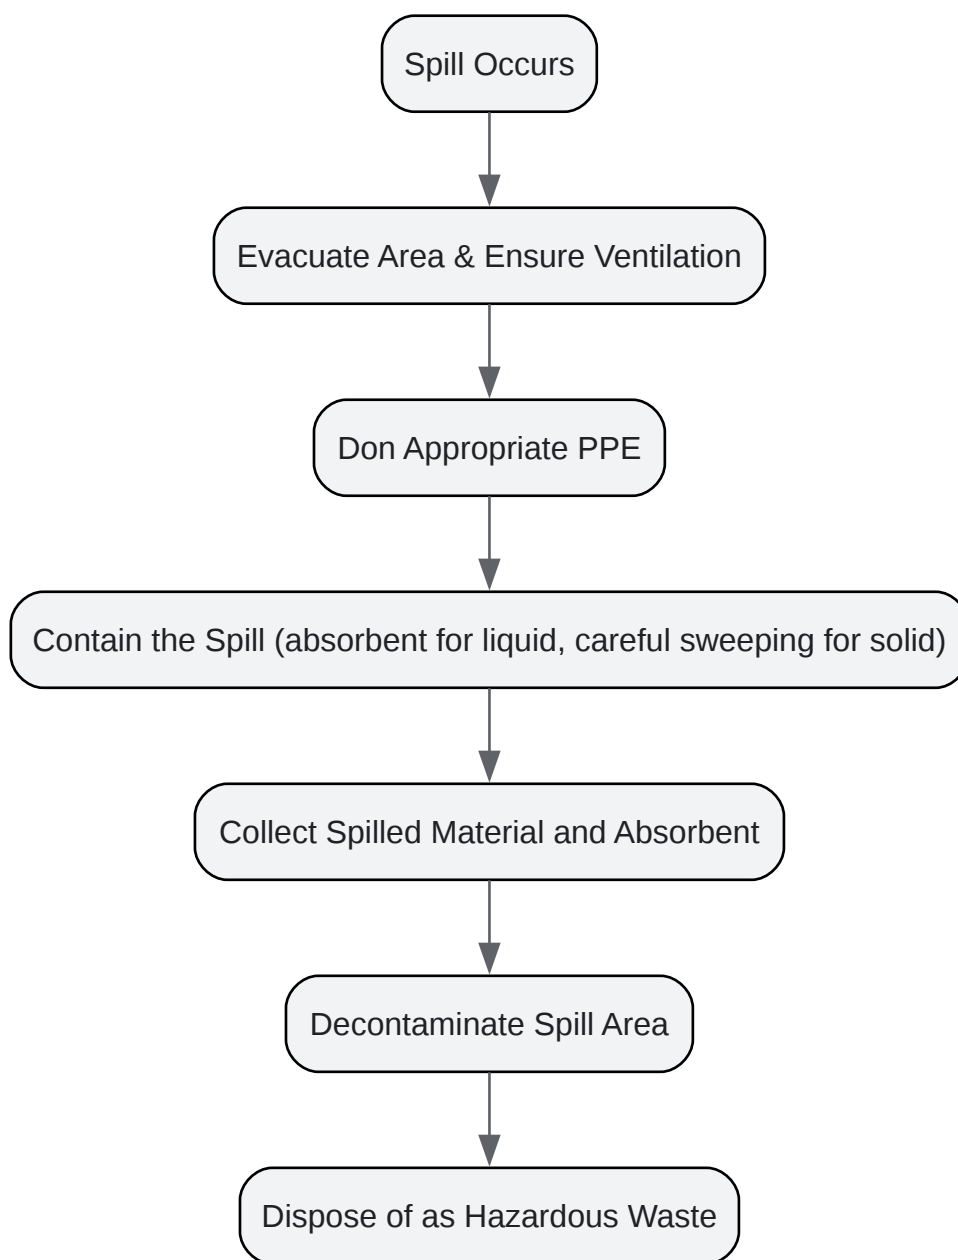 Spill Occurs
Evacuate Area & Ensure Ventilation
Don Appropriate PPE
Contain the Spill (absorbent for liquid, careful sweeping for solid)
Collect Spilled Material and Absorbent
Decontaminate Spill Area
Dispose of as Hazardous Waste